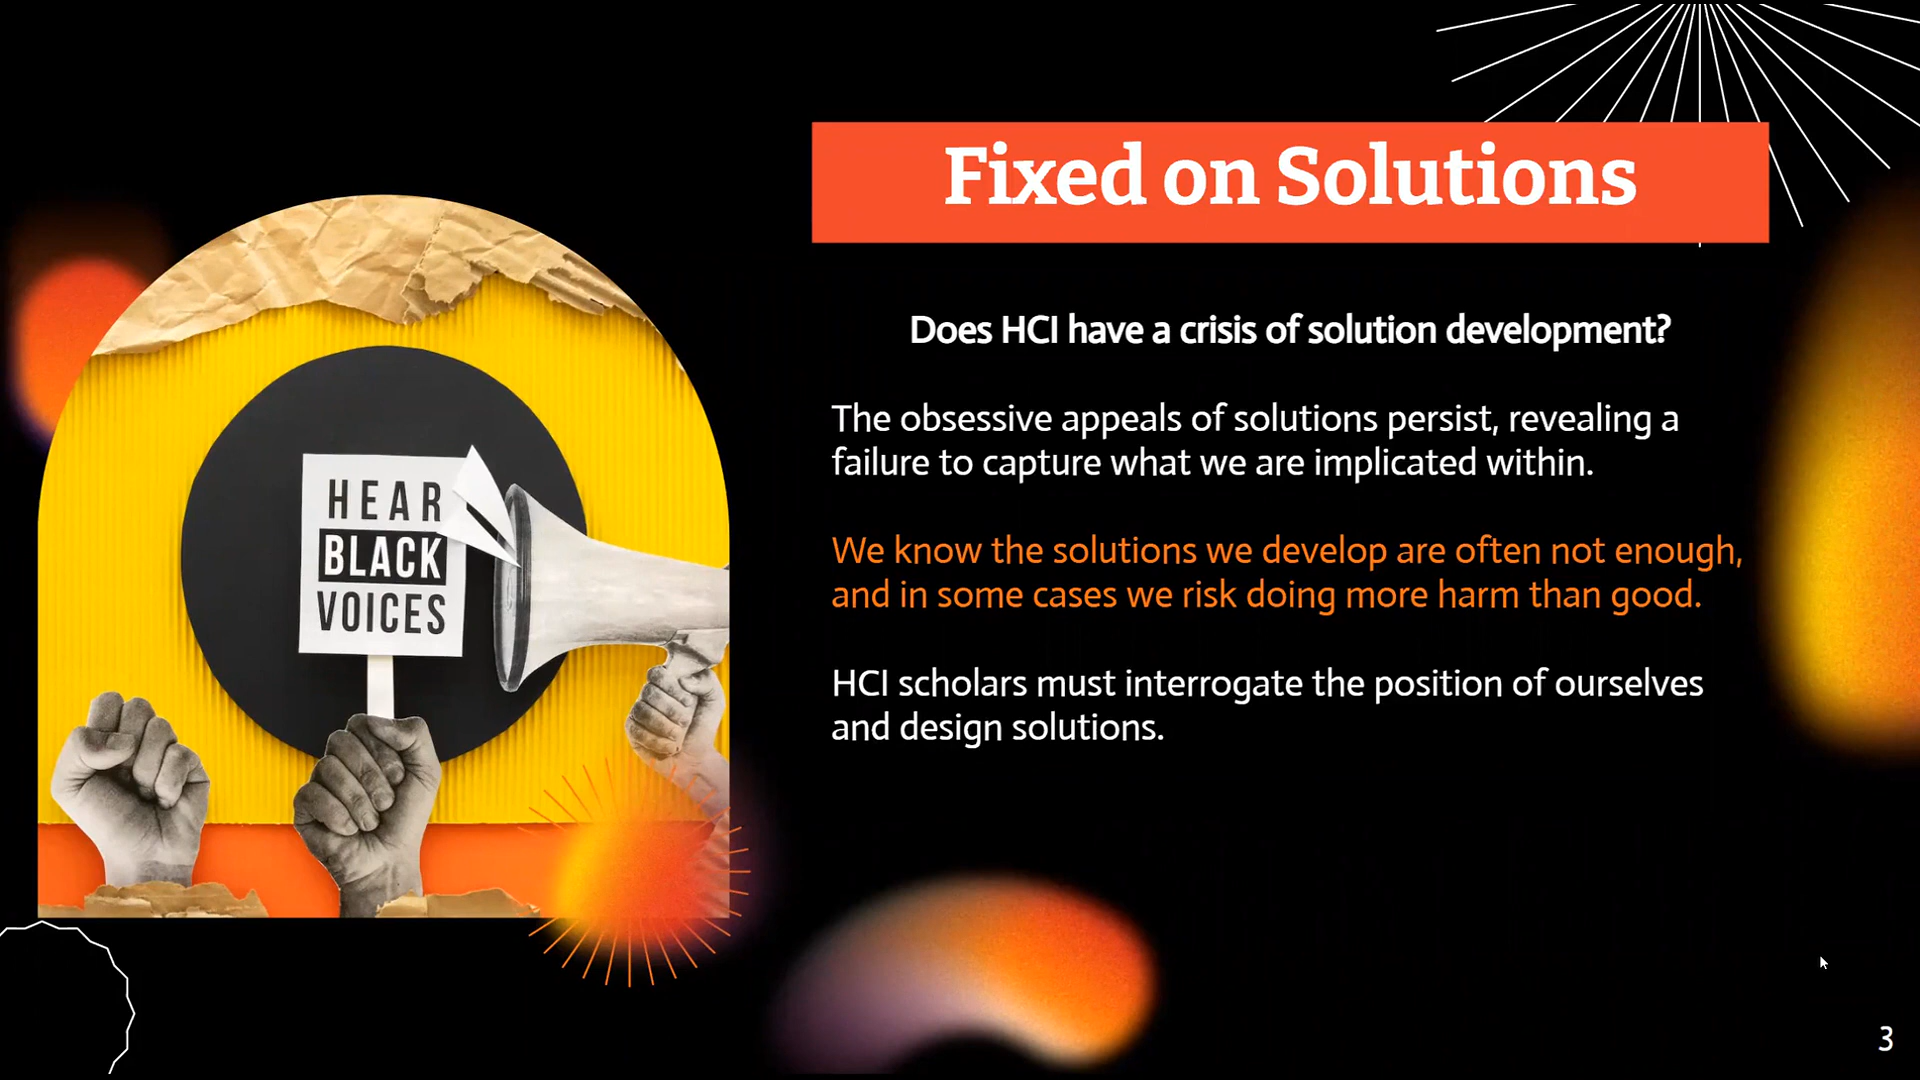 Fixed on Solutions
Does HCI have a crisis of solution development?
The obsessive appeals of solutions persist, revealing a
failure to capture what we are implicated within.
We know the solutions we develop are often not enough,
and in some cases we risk doing more harm than good.
HCI scholars must interrogate the position of ourselves
and design solutions.
HEAR
BLACK
VOICES
3